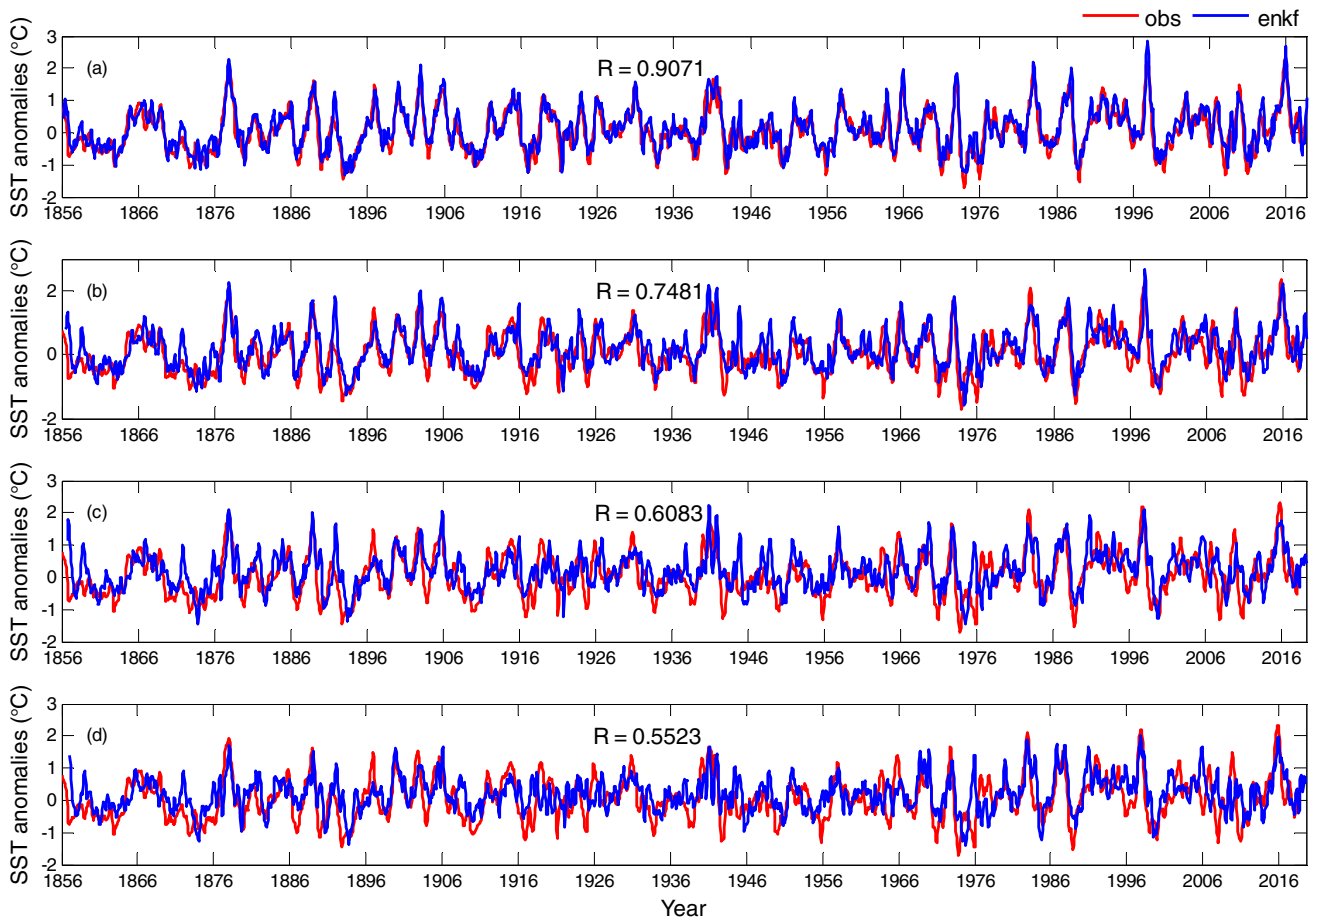 obs enkf
SST anomalies (°C)
3
2
1
0
-1
-2
(a)
R = 0.9071
1856 1866 1876 1886 1896 1906 1916 1926 1936 1946 1956 1966 1976 1986 1996 2006 2016
SST anomalies (°C)
2
0
-2
(b)
R = 0.7481
1856 1866 1876 1886 1896 1906 1916 1926 1936 1946 1956 1966 1976 1986 1996 2006 2016
SST anomalies (°C)
3
2
1
0
-1
-2
(c)
R = 0.6083
1856 1866 1876 1886 1896 1906 1916 1926 1936 1946 1956 1966 1976 1986 1996 2006 2016
SST anomalies (°C)
3
2
1
0
-1
-2
(d)
R = 0.5523
1856 1866 1876 1886 1896 1906 1916 1926 1936 1946 1956 1966 1976 1986 1996 2006 2016
Year